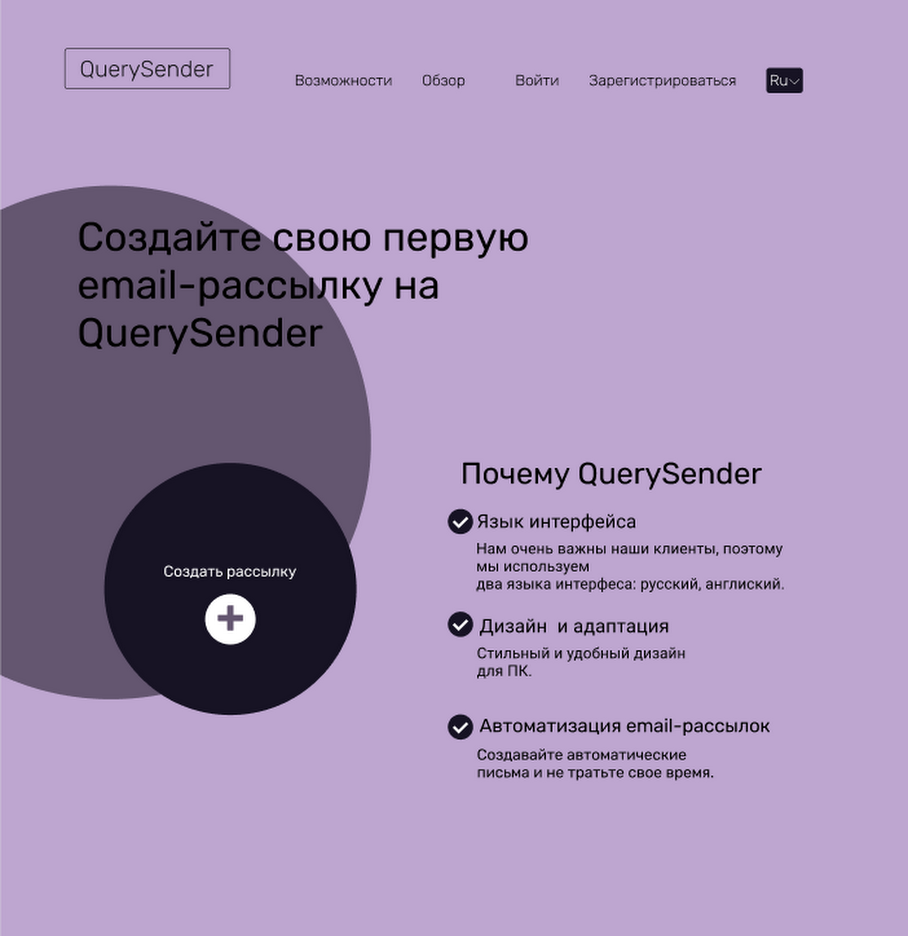 QuerySender
Возможности Обзор Войти Зарегистрироваться Ru
Создайте свою первую
email-рассылку на
QuerySender
Создать рассылку
Почему QuerySender
Язык интерфейса
Нам очень важны наши клиенты, поэтому
мы используем
два языка интерфеса: русский, англиский.
Дизайн и адаптация
Стильный и удобный дизайн
для ПК.
Автоматизация email-рассылок
Создавайте автоматические
письма и не тратьте свое время.